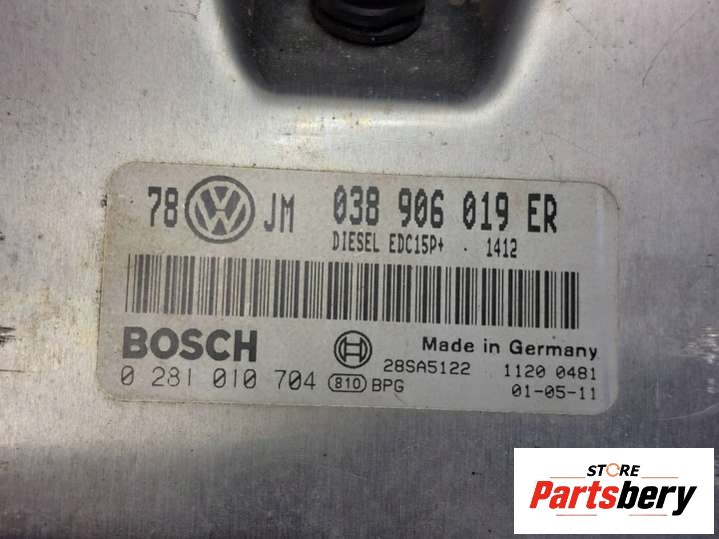 78 VW JM 038 906 019 ER
DIESEL EDC15P+ . 1412
BOSCH
Made in Germany
0 281 010 704 810 BPG
28SA5122 1120 0481
01-05-11
STORE
Partsbery